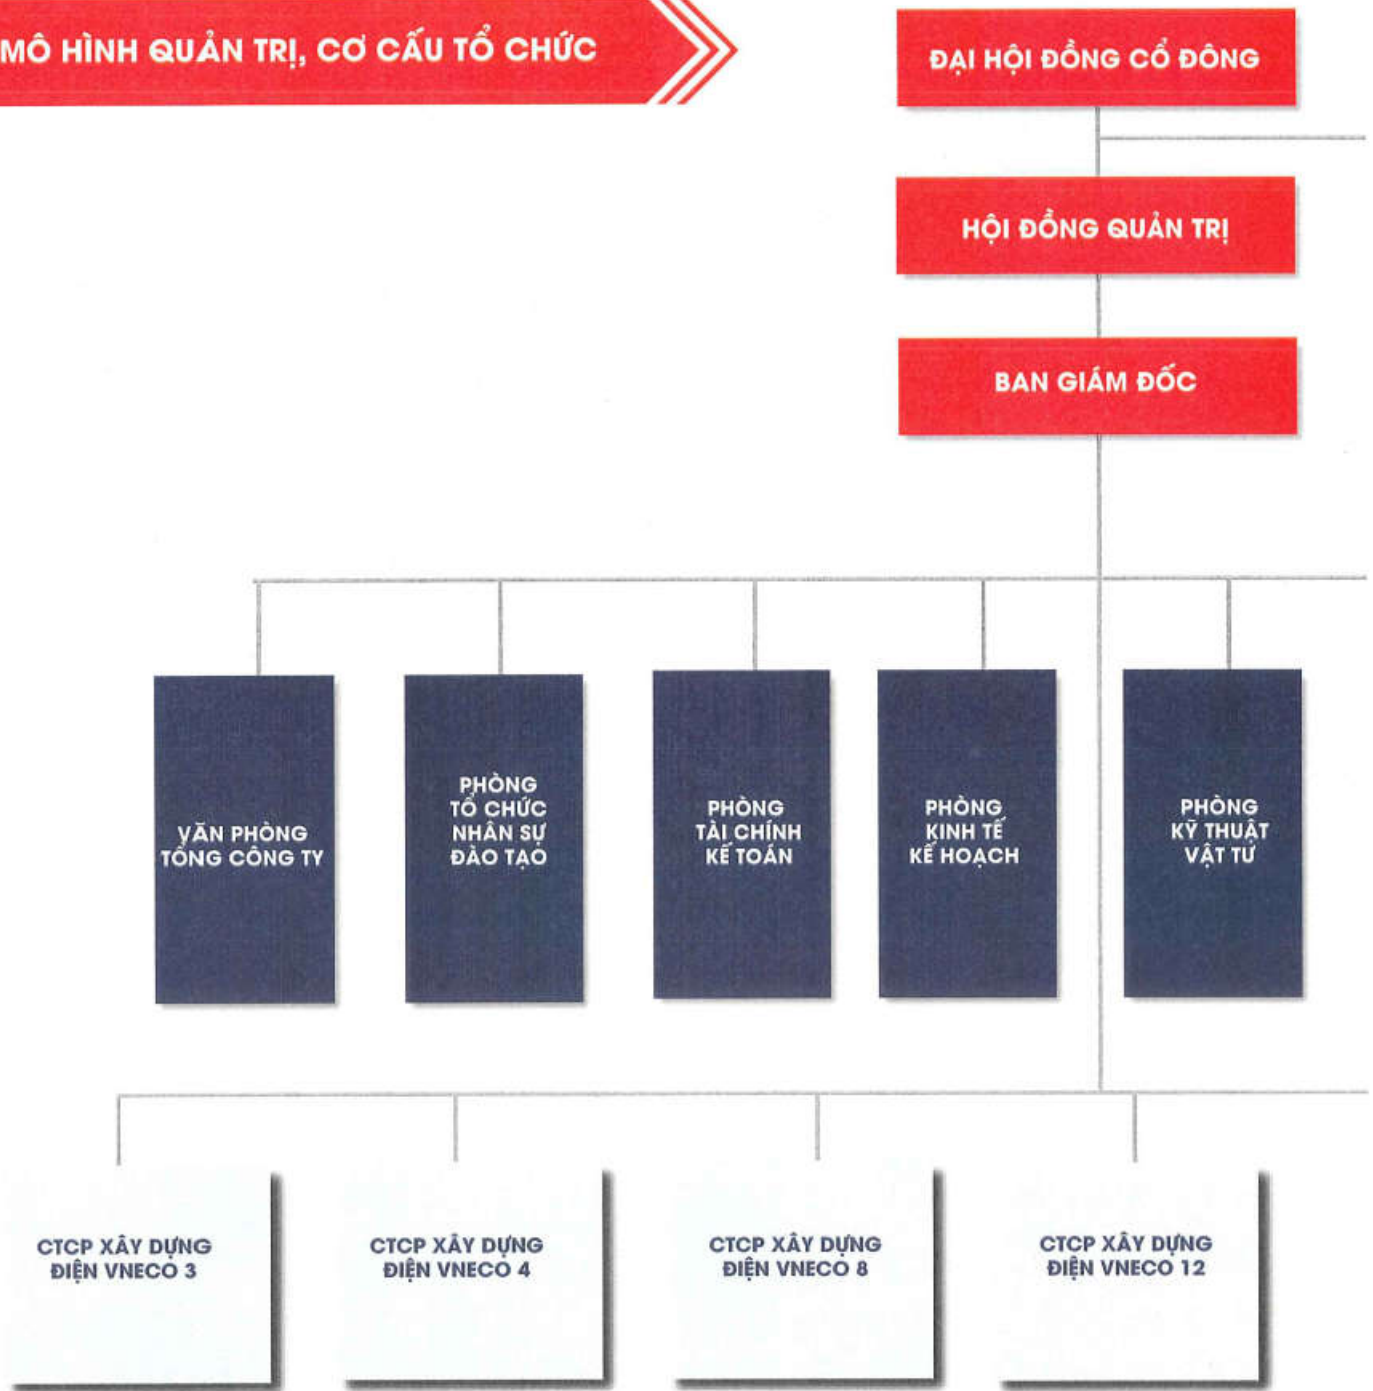 MÔ HÌNH QUẢN TRỊ, CƠ CẤU TỔ CHỨC
ĐẠI HỘI ĐỒNG CỔ ĐÔNG
HỘI ĐỒNG QUẢN TRỊ
BAN GIÁM ĐỐC
VĂN PHÒNG
TỔNG CÔNG TY
PHÒNG
TỔ CHỨC
NHÂN SỰ
ĐÀO TẠO
PHÒNG
TÀI CHÍNH
KẾ TOÁN
PHÒNG
KINH TẾ
KẾ HOẠCH
PHÒNG
KỸ THUẬT
VẬT TƯ
CTCP XÂY DỰNG
ĐIỆN VNECO 3
CTCP XÂY DỰNG
ĐIỆN VNECO 4
CTCP XÂY DỰNG
ĐIỆN VNECO 8
CTCP XÂY DỰNG
ĐIỆN VNECO 12